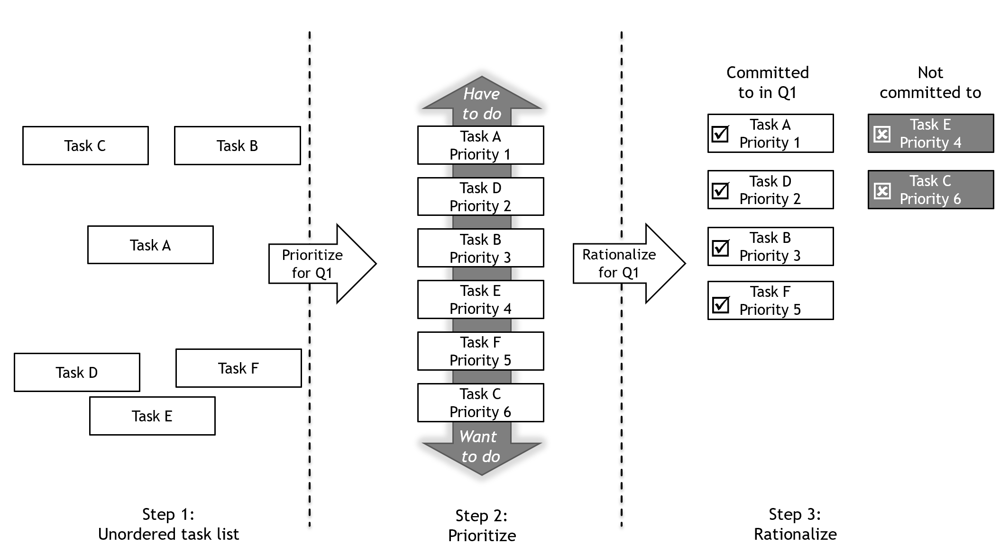 Task C
Task B
Task A
Task D
Task F
Task E
Step 1:
Unordered task list
Prioritize
for Q1
Have
to do
Task A
Priority 1
Task D
Priority 2
Task B
Priority 3
Task E
Priority 4
Task F
Priority 5
Task C
Priority 6
Want
to do
Step 2:
Prioritize
Rationalize
for Q1
Committed
to in Q1
Task A
Priority 1
Task D
Priority 2
Task B
Priority 3
Task F
Priority 5
Not
committed to
Task E
Priority 4
Task C
Priority 6
Step 3:
Rationalize